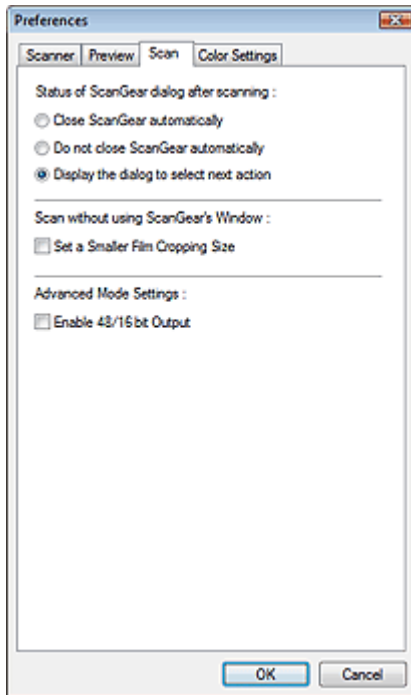 Preferences
Scanner Preview Scan Color Settings
Status of ScanGear dialog after scanning :
Close ScanGear automatically
Do not close ScanGear automatically
Display the dialog to select next action
Scan without using ScanGear's Window :
Set a Smaller Film Cropping Size
Advanced Mode Settings :
Enable 48/16 bit Output
OK Cancel